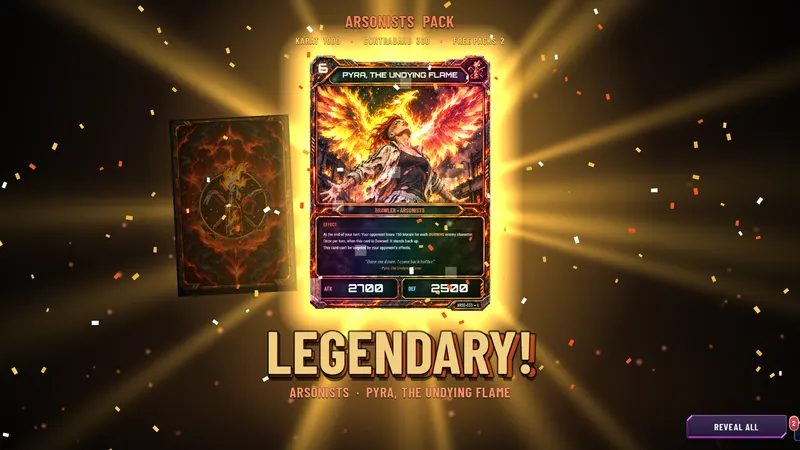 ARSONISTS PACK
KARAT 1000 · CONTRABAND 300 · FREE PACKS 2
6
PYRA, THE UNDYING FLAME
BRAWLER · ARSONISTS
EFFECT
At the end of your turn: Your opponent loses 150 Morale for each BURNING enemy character.
Once per turn, when this card is Downed: It stands back up.
This card can't be targeted by your opponent's effects.
"Burn me down. I come back hotter."
- Pyra, the Undying Flame
ATK 2700 DEF 2500
LEGENDARY!
ARSONISTS · PYRA, THE UNDYING FLAME
REVEAL ALL
2